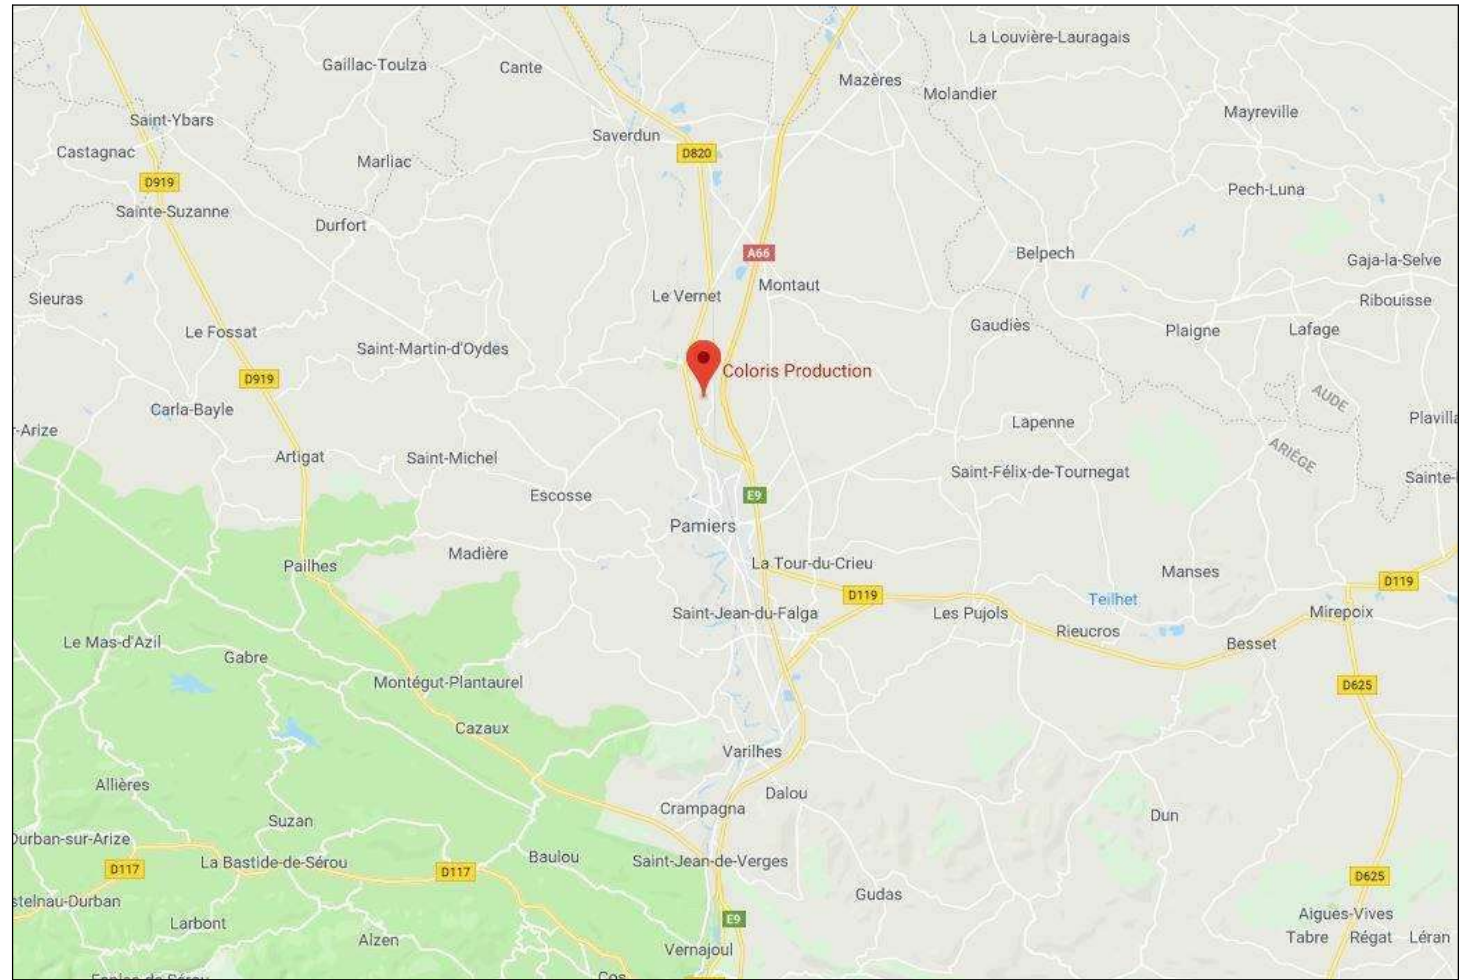 La Louvière-Lauragais
Gaillac-Toulza
Cante
Mazères
Molandier
Mayreville
Saint-Ybars
Saverdun
Castagnac
D820
Marliac
D919
Pech-Luna
Sainte-Suzanne
Durfort
A66
Belpech
Gaja-la-Selve
Montaut
Le Vernet
Sieuras
Ribouisse
Gaudiès
Plaigne
Lafage
Le Fossat
Saint-Martin-d'Oydes
Coloris Production
D919
AUDE
Carla-Bayle
Plavilla
Lapenne
-Arize
ARIÈGE
Artigat
Saint-Michel
Saint-Félix-de-Tournegat
Sainte-
Escosse
E9
Pamiers
Madière
La Tour-du-Crieu
Pailhes
Manses
D119
D119
Teilhet
Saint-Jean-du-Falga
Les Pujols
Mirepoix
Rieucros
Le Mas-d'Azil
Besset
Gabre
Montégut-Plantaurel
D625
Cazaux
Varilhes
Allières
Dalou
Crampagna
Dun
Suzan
Durban-sur-Arize
La Bastide-de-Sérou
Baulou
Saint-Jean-de-Verges
D117
D117
D625
Gudas
stelnau-Durban
Aigues-Vives
E9
Larbont
Alzen
Tabre
Régat
Léran
Vernajoul
Cos